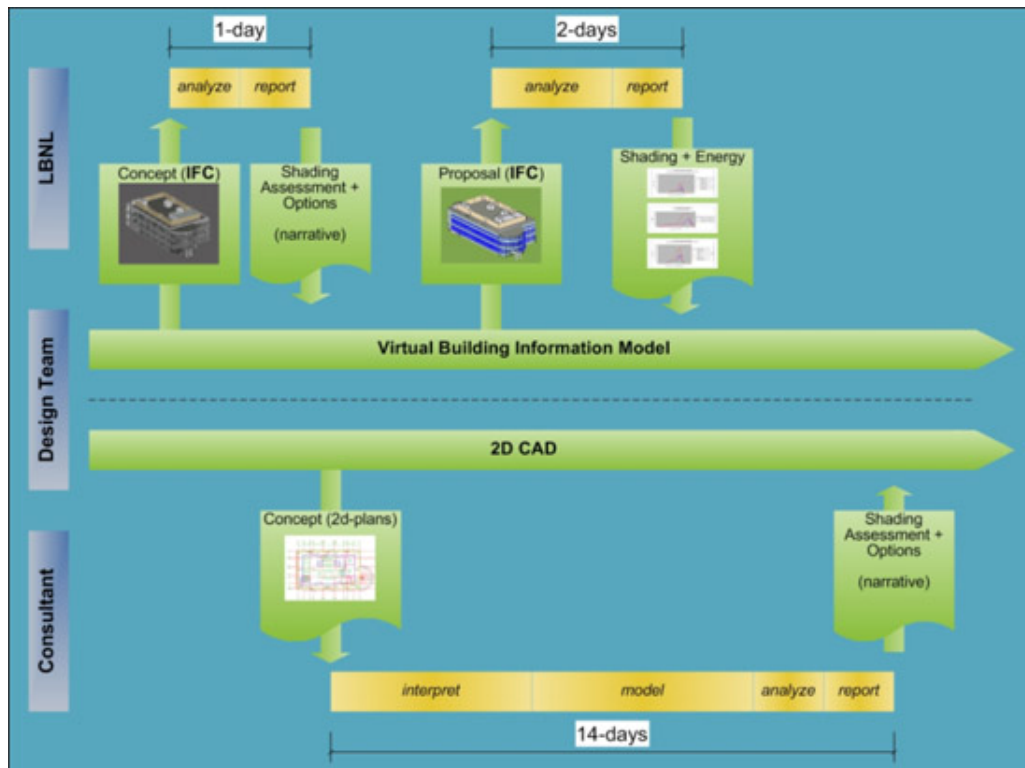 1-day
2-days
analyze
report
analyze
report
LBNL
Concept (IFC)
Shading
Assessment +
Options
(narrative)
Proposal (IFC)
Shading + Energy
Design Team
Virtual Building Information Model
2D CAD
Consultant
Concept (2d-plans)
Shading
Assessment +
Options
(narrative)
interpret
model
analyze
report
14-days